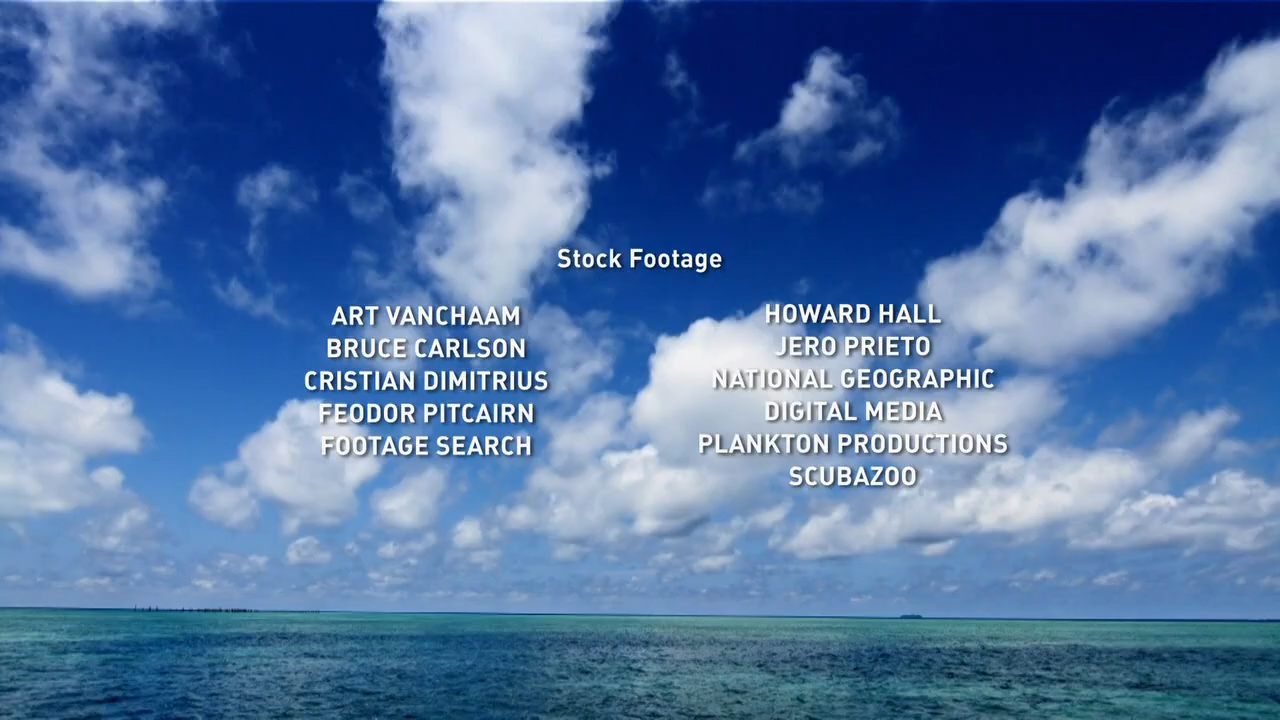 Stock Footage
ART VANCHAAM
BRUCE CARLSON
CRISTIAN DIMITRIUS
FEODOR PITCAIRN
FOOTAGE SEARCH
HOWARD HALL
JERO PRIETO
NATIONAL GEOGRAPHIC
DIGITAL MEDIA
PLANKTON PRODUCTIONS
SCUBAZOO